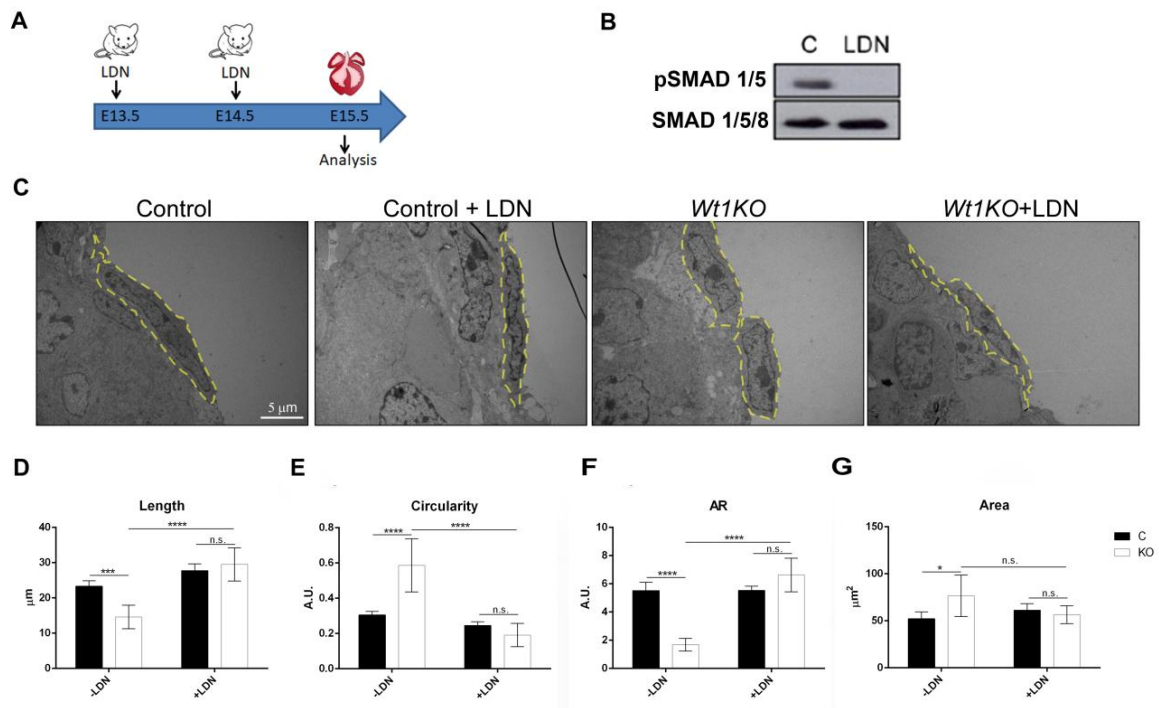 A
LDN
LDN
E13.5
E14.5
E15.5
Analysis
B
C
LDN
pSMAD 1/5
SMAD 1/5/8
C
Control
Control + LDN
Wt1KO
Wt1KO+LDN
5 μm
D
Length
40
30
20
10
0
μm
***
****
n.s.
-LDN
+LDN
E
Circularity
0.8
0.6
0.4
0.2
0.0
A.U.
****
****
n.s.
-LDN
+LDN
F
AR
10
8
6
4
2
0
A.U.
****
****
n.s.
-LDN
+LDN
G
Area
150
100
50
0
μm²
*
n.s.
n.s.
-LDN
+LDN
C
KO